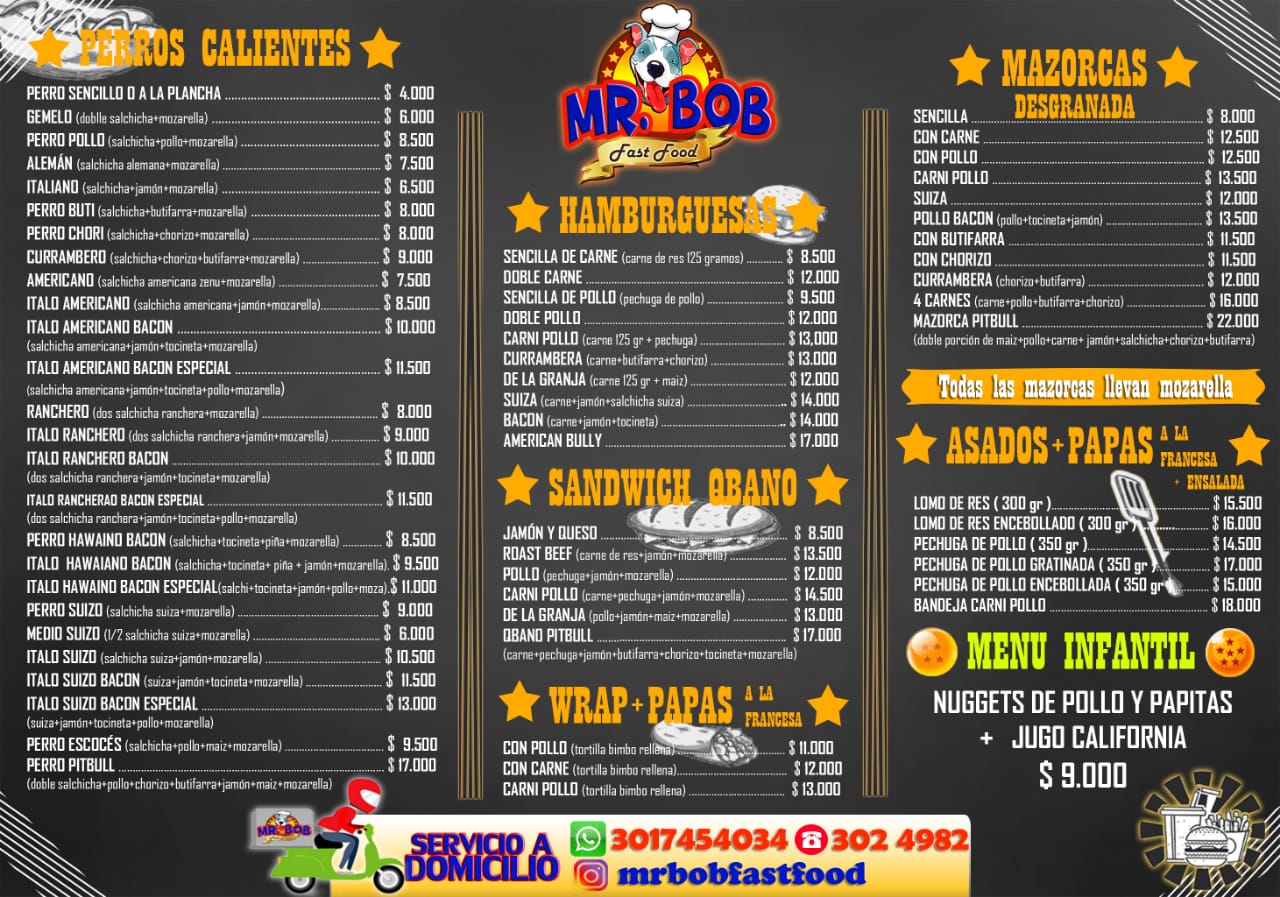 PERROS CALIENTES
PERRO SENCILLO O A LA PLANCHA $ 4.000
GEMELO (doblle salchicha+mozarella) $ 6.000
PERRO POLLO (salchicha+pollo+mozarella) $ 8.500
ALEMÁN (salchicha alemana+mozarella) $ 7.500
ITALIANO (salchicha+jamón+mozarella) $ 6.500
PERRO BUTI (salchicha+butifarra+mozarella) $ 8.000
PERRO CHORI (salchicha+chorizo+mozarella) $ 8.000
CURRAMBERO (salchicha+chorizo+butifarra+mozarella) $ 9.000
AMERICANO (salchicha americana zenu+mozarella) $ 7.500
ITALO AMERICANO (salchicha americana+jamón+mozarella) $ 8.500
ITALO AMERICANO BACON $ 10.000
(salchicha americana+jamón+tocineta+mozarella)
ITALO AMERICANO BACON ESPECIAL $ 11.500
(salchicha americana+jamón+tocineta+pollo+mozarella)
RANCHERO (dos salchicha ranchera+mozarella) $ 8.000
ITALO RANCHERO (dos salchicha ranchera+jamón+mozarella) $ 9.000
ITALO RANCHERO BACON $ 10.000
(dos salchicha ranchera+jamón+tocineta+mozarella)
ITALO RANCHERAO BACON ESPECIAL $ 11.500
(dos salchicha ranchera+jamón+tocineta+pollo+mozarella)
PERRO HAWAINO BACON (salchicha+tocineta+piña+mozarella) $ 8.500
ITALO HAWAIANO BACON (salchicha+tocineta+ piña + jamón+mozarella). $ 9.500
ITALO HAWAINO BACON ESPECIAL(salchi+tocineta+jamón+pollo+moza). $ 11.000
PERRO SUIZO (salchicha suiza+mozarella) $ 9.000
MEDIO SUIZO (1/2 salchicha suiza+mozarella) $ 6.000
ITALO SUIZO (salchicha suiza+jamón+mozarella) $ 10.500
ITALO SUIZO BACON (suiza+jamón+tocineta+mozarella) $ 11.500
ITALO SUIZO BACON ESPECIAL $ 13.000
(suiza+jamón+tocineta+pollo+mozarella)
PERRO ESCOCÉS (salchicha+pollo+maiz+mozarella) $ 9.500
PERRO PITBULL $ 17.000
(doble salchicha+pollo+chorizo+butifarra+jamón+maiz+mozarella)
MR. BOB
Fast Food
HAMBURGUESAS
SENCILLA DE CARNE (carne de res 125 gramos) $ 8.500
DOBLE CARNE $ 12.000
SENCILLA DE POLLO (pechuga de pollo) $ 9.500
DOBLE POLLO $ 12.000
CARNI POLLO (carne 125 gr + pechuga) $ 13,000
CURRAMBERA (carne+butifarra+chorizo) $ 13.000
DE LA GRANJA (carne 125 gr + maiz) $ 12.000
SUIZA (carne+jamón+salchicha suiza) $ 14.000
BACON (carne+jamón+tocineta) $ 14.000
AMERICAN BULLY $ 17.000
SANDWICH QBANO
JAMÓN Y QUESO $ 8.500
ROAST BEEF (carne de res+jamón+mozarella) $ 13.500
POLLO (pechuga+jamón+mozarella) $ 12.000
CARNI POLLO (carne+pechuga+jamón+mozarella) $ 14.500
DE LA GRANJA (pollo+jamón+maiz+mozarella) $ 13.000
QBANO PITBULL $ 17.000
(carne+pechuga+jamón+butifarra+chorizo+tocineta+mozarella)
WRAP + PAPAS A LA FRANCESA
CON POLLO (tortilla bimbo rellena) $ 11.000
CON CARNE (tortilla bimbo rellena) $ 12.000
CARNI POLLO (tortilla bimbo rellena) $ 13.000
MAZORCAS
DESGRANADA
SENCILLA $ 8.000
CON CARNE $ 12.500
CON POLLO $ 12.500
CARNI POLLO $ 13.500
SUIZA $ 12.000
POLLO BACON (pollo+tocineta+jamón) $ 13.500
CON BUTIFARRA $ 11.500
CON CHORIZO $ 11.500
CURRAMBERA (chorizo+butifarra) $ 12.000
4 CARNES (carne+pollo+butifarra+chorizo) $ 16.000
MAZORCA PITBULL $ 22.000
(doble porción de maiz+pollo+carne+ jamón+salchicha+chorizo+butifarra)
Todas las mazorcas llevan mozarella
ASADOS + PAPAS A LA FRANCESA + ENSALADA
LOMO DE RES ( 300 gr ) $ 15.500
LOMO DE RES ENCEBOLLADO ( 300 gr ) $ 16.000
PECHUGA DE POLLO ( 350 gr ) $ 14.500
PECHUGA DE POLLO GRATINADA ( 350 gr ) $ 17.000
PECHUGA DE POLLO ENCEBOLLADA ( 350 gr ) $ 15.000
BANDEJA CARNI POLLO $ 18.000
MENU INFANTIL
NUGGETS DE POLLO Y PAPITAS
+ JUGO CALIFORNIA
$ 9.000
MR. BOB
SERVICIO A DOMICILIO
3017454034 302 4982
mrbobfastfood